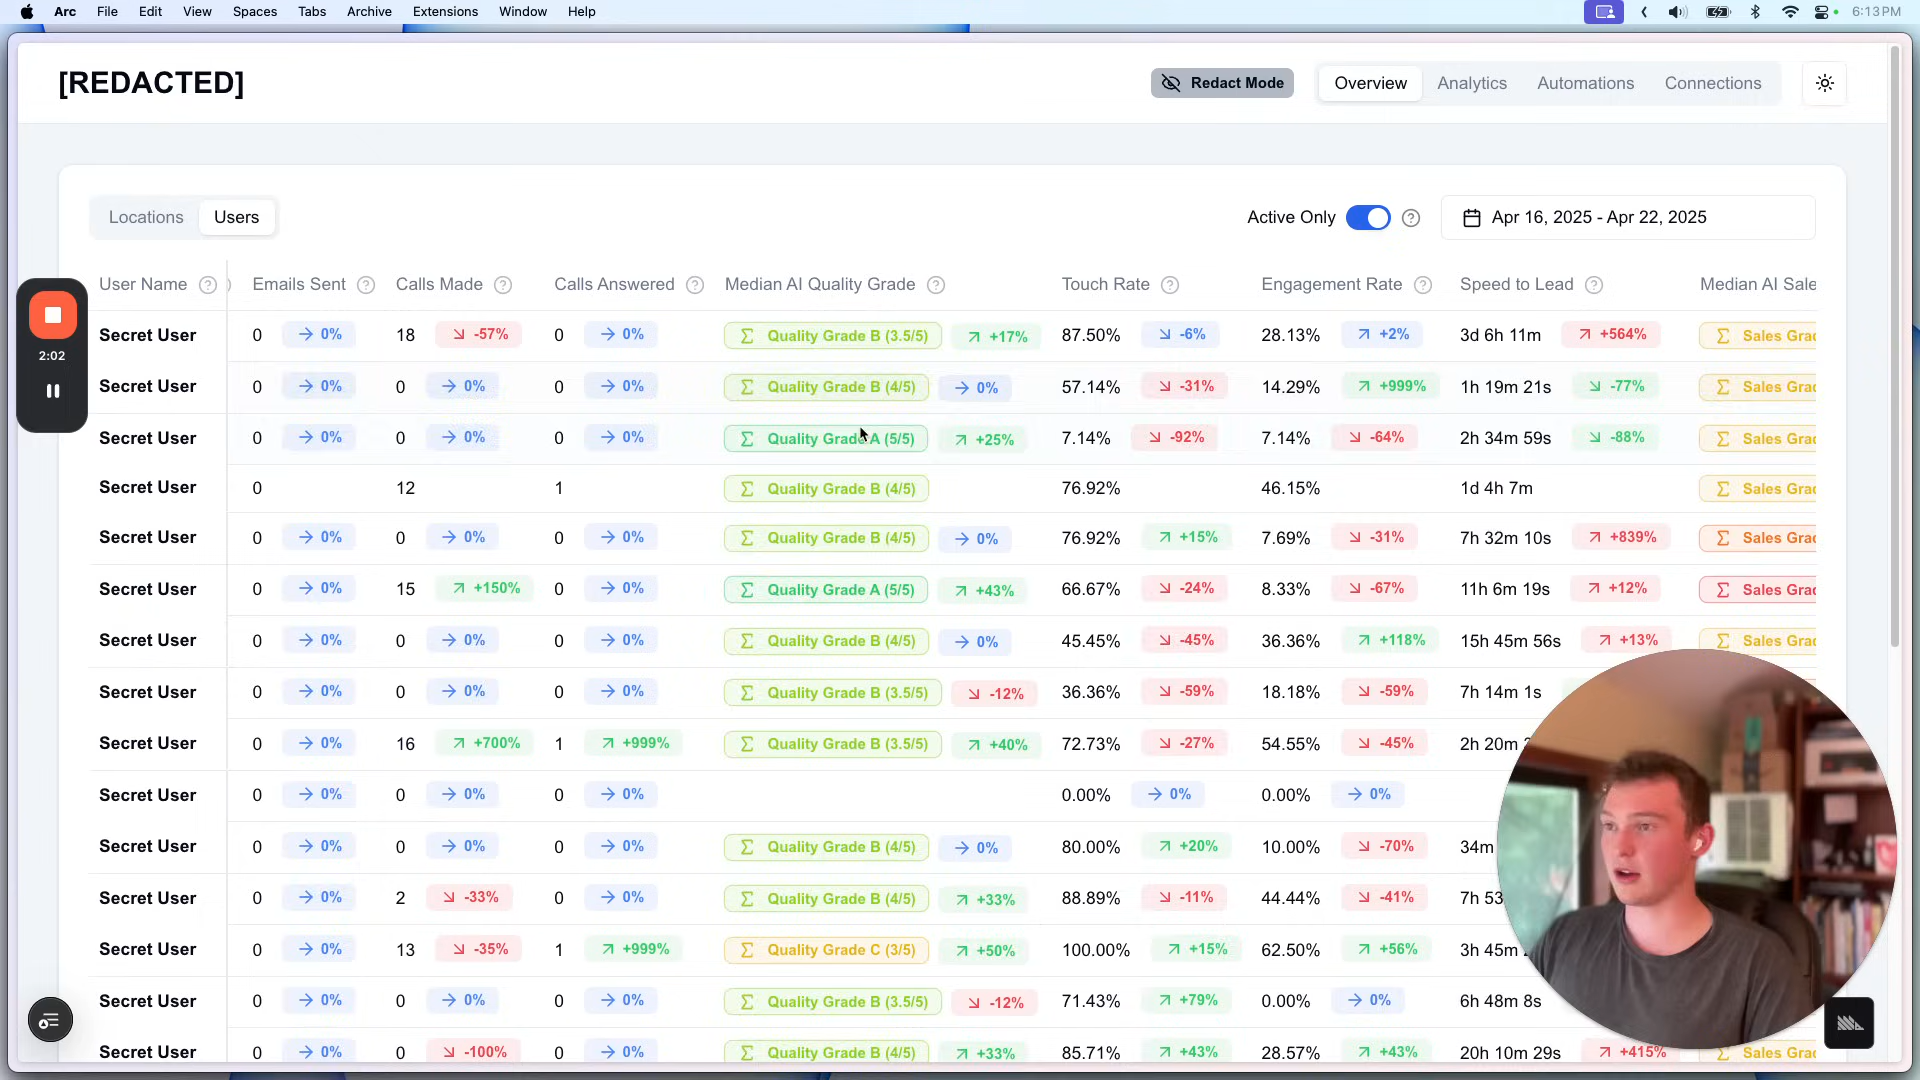 Arc File Edit View Spaces Tabs Archive Extensions Window Help 6:13 PM
[REDACTED] Redact Mode Overview Analytics Automations Connections
Locations Users Active Only Apr 16, 2025 - Apr 22, 2025
User Name Emails Sent Calls Made Calls Answered Median AI Quality Grade Touch Rate Engagement Rate Speed to Lead Median AI Sale
Secret User 0 → 0% 18 ↘ -57% 0 → 0% Σ Quality Grade B (3.5/5) ↗ +17% 87.50% ↘ -6% 28.13% ↗ +2% 3d 6h 11m ↗ +564% Σ Sales Grad
Secret User 0 → 0% 0 → 0% 0 → 0% Σ Quality Grade B (4/5) → 0% 57.14% ↘ -31% 14.29% ↗ +999% 1h 19m 21s ↘ -77% Σ Sales Grad
Secret User 0 → 0% 0 → 0% 0 → 0% Σ Quality Grade A (5/5) ↗ +25% 7.14% ↘ -92% 7.14% ↘ -64% 2h 34m 59s ↘ -88% Σ Sales Grad
Secret User 0 12 1 Σ Quality Grade B (4/5) 76.92% 46.15% 1d 4h 7m Σ Sales Grad
Secret User 0 → 0% 0 → 0% 0 → 0% Σ Quality Grade B (4/5) → 0% 76.92% ↗ +15% 7.69% ↘ -31% 7h 32m 10s ↗ +839% Σ Sales Grad
Secret User 0 → 0% 15 ↗ +150% 0 → 0% Σ Quality Grade A (5/5) ↗ +43% 66.67% ↘ -24% 8.33% ↘ -67% 11h 6m 19s ↗ +12% Σ Sales Grad
Secret User 0 → 0% 0 → 0% 0 → 0% Σ Quality Grade B (4/5) → 0% 45.45% ↘ -45% 36.36% ↗ +118% 15h 45m 56s ↗ +13% Σ Sales Grad
Secret User 0 → 0% 0 → 0% 0 → 0% Σ Quality Grade B (3.5/5) ↘ -12% 36.36% ↘ -59% 18.18% ↘ -59% 7h 14m 1s
Secret User 0 → 0% 16 ↗ +700% 1 ↗ +999% Σ Quality Grade B (3.5/5) ↗ +40% 72.73% ↘ -27% 54.55% ↘ -45% 2h 20m
Secret User 0 → 0% 0 → 0% 0 → 0% 0.00% → 0% 0.00% → 0%
Secret User 0 → 0% 0 → 0% 0 → 0% Σ Quality Grade B (4/5) → 0% 80.00% ↗ +20% 10.00% ↘ -70% 34m
Secret User 0 → 0% 2 ↘ -33% 0 → 0% Σ Quality Grade B (4/5) ↗ +33% 88.89% ↘ -11% 44.44% ↘ -41% 7h 53
Secret User 0 → 0% 13 ↘ -35% 1 ↗ +999% Σ Quality Grade C (3/5) ↗ +50% 100.00% ↗ +15% 62.50% ↗ +56% 3h 45m
Secret User 0 → 0% 0 → 0% 0 → 0% Σ Quality Grade B (3.5/5) ↘ -12% 71.43% ↗ +79% 0.00% → 0% 6h 48m 8s
Secret User 0 → 0% 0 ↘ -100% 0 → 0% Σ Quality Grade B (4/5) ↗ +33% 85.71% ↗ +43% 28.57% ↗ +43% 20h 10m 29s ↗ +415% Σ Sales Grad
2:02